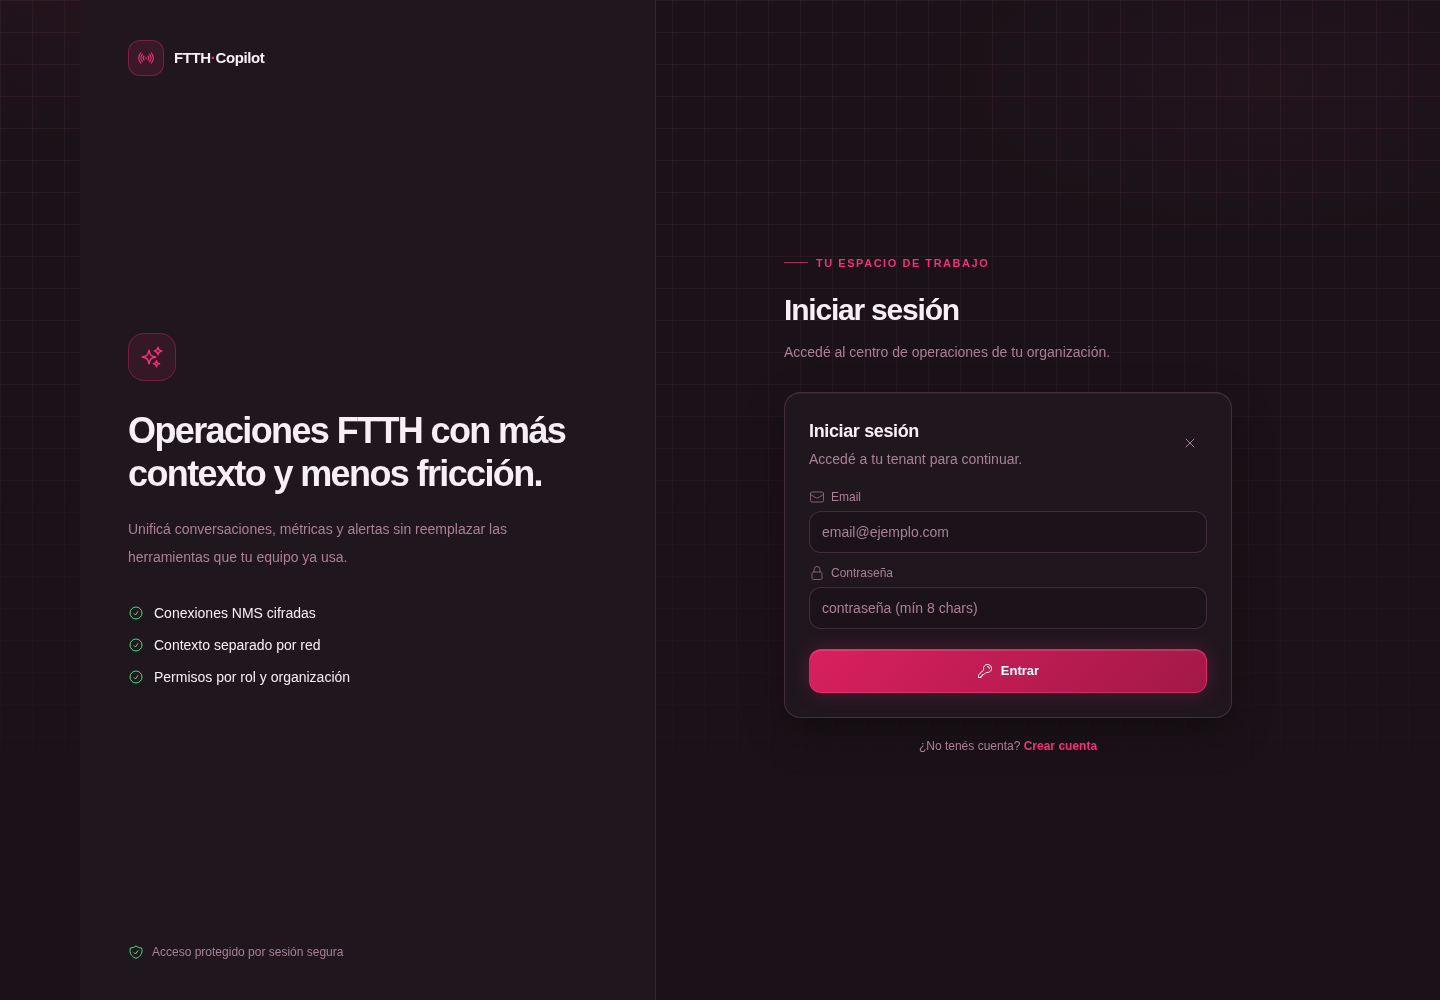 FTTH·Copilot
Operaciones FTTH con más
contexto y menos fricción.
Unificá conversaciones, métricas y alertas sin reemplazar las
herramientas que tu equipo ya usa.
Conexiones NMS cifradas
Contexto separado por red
Permisos por rol y organización
Acceso protegido por sesión segura
TU ESPACIO DE TRABAJO
Iniciar sesión
Accedé al centro de operaciones de tu organización.
Iniciar sesión
Accedé a tu tenant para continuar.
Email
email@ejemplo.com
Contraseña
contraseña (mín 8 chars)
Entrar
¿No tenés cuenta? Crear cuenta